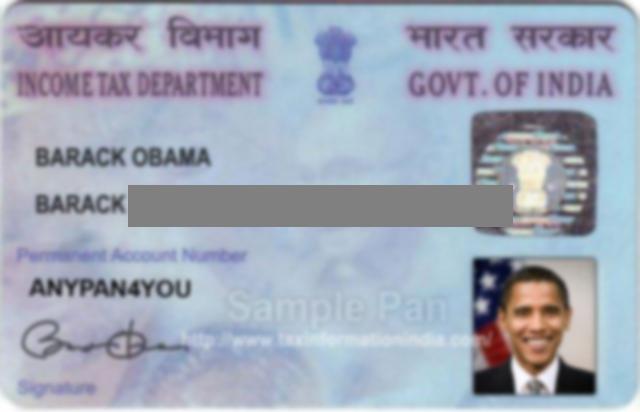 आयकर विभाग
भारत सरकार
INCOME TAX DEPARTMENT
GOVT. OF INDIA
BARACK OBAMA
BARACK
Permanent Account Number
ANYPAN4YOU
Sample Pan
http://www.taxinformationindia.com/
Signature